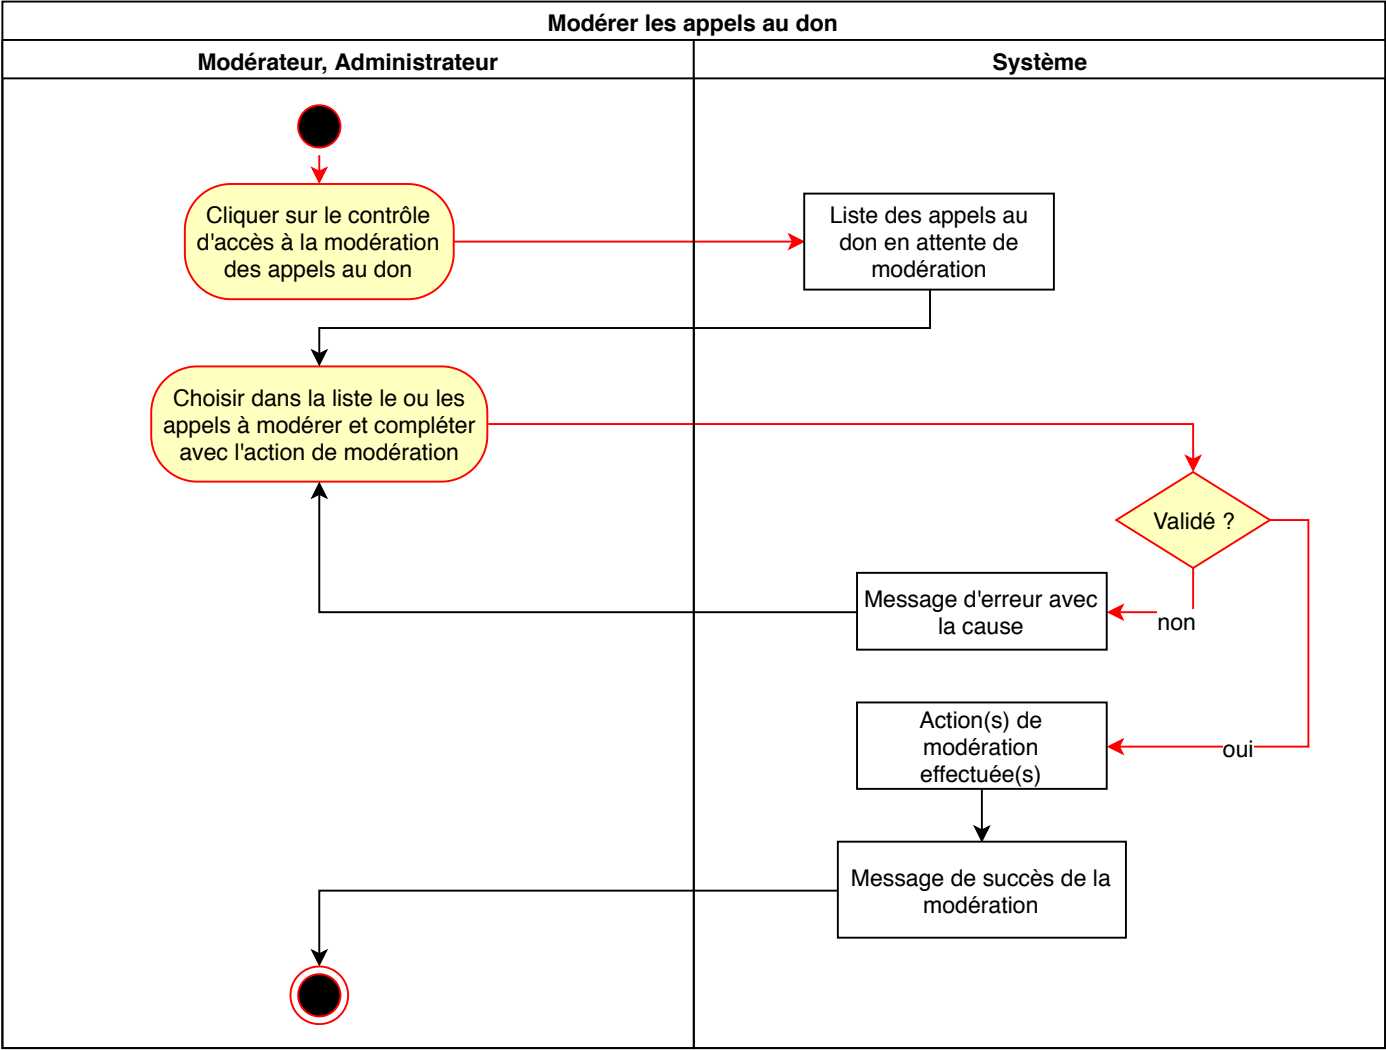 Modérer les appels au don
Modérateur, Administrateur
Système
Cliquer sur le contrôle
d'accès à la modération
des appels au don
Liste des appels au
don en attente de
modération
Choisir dans la liste le ou les
appels à modérer et compléter
avec l'action de modération
Validé ?
Message d'erreur avec
la cause
non
Action(s) de
modération
effectuée(s)
oui
Message de succès de la
modération